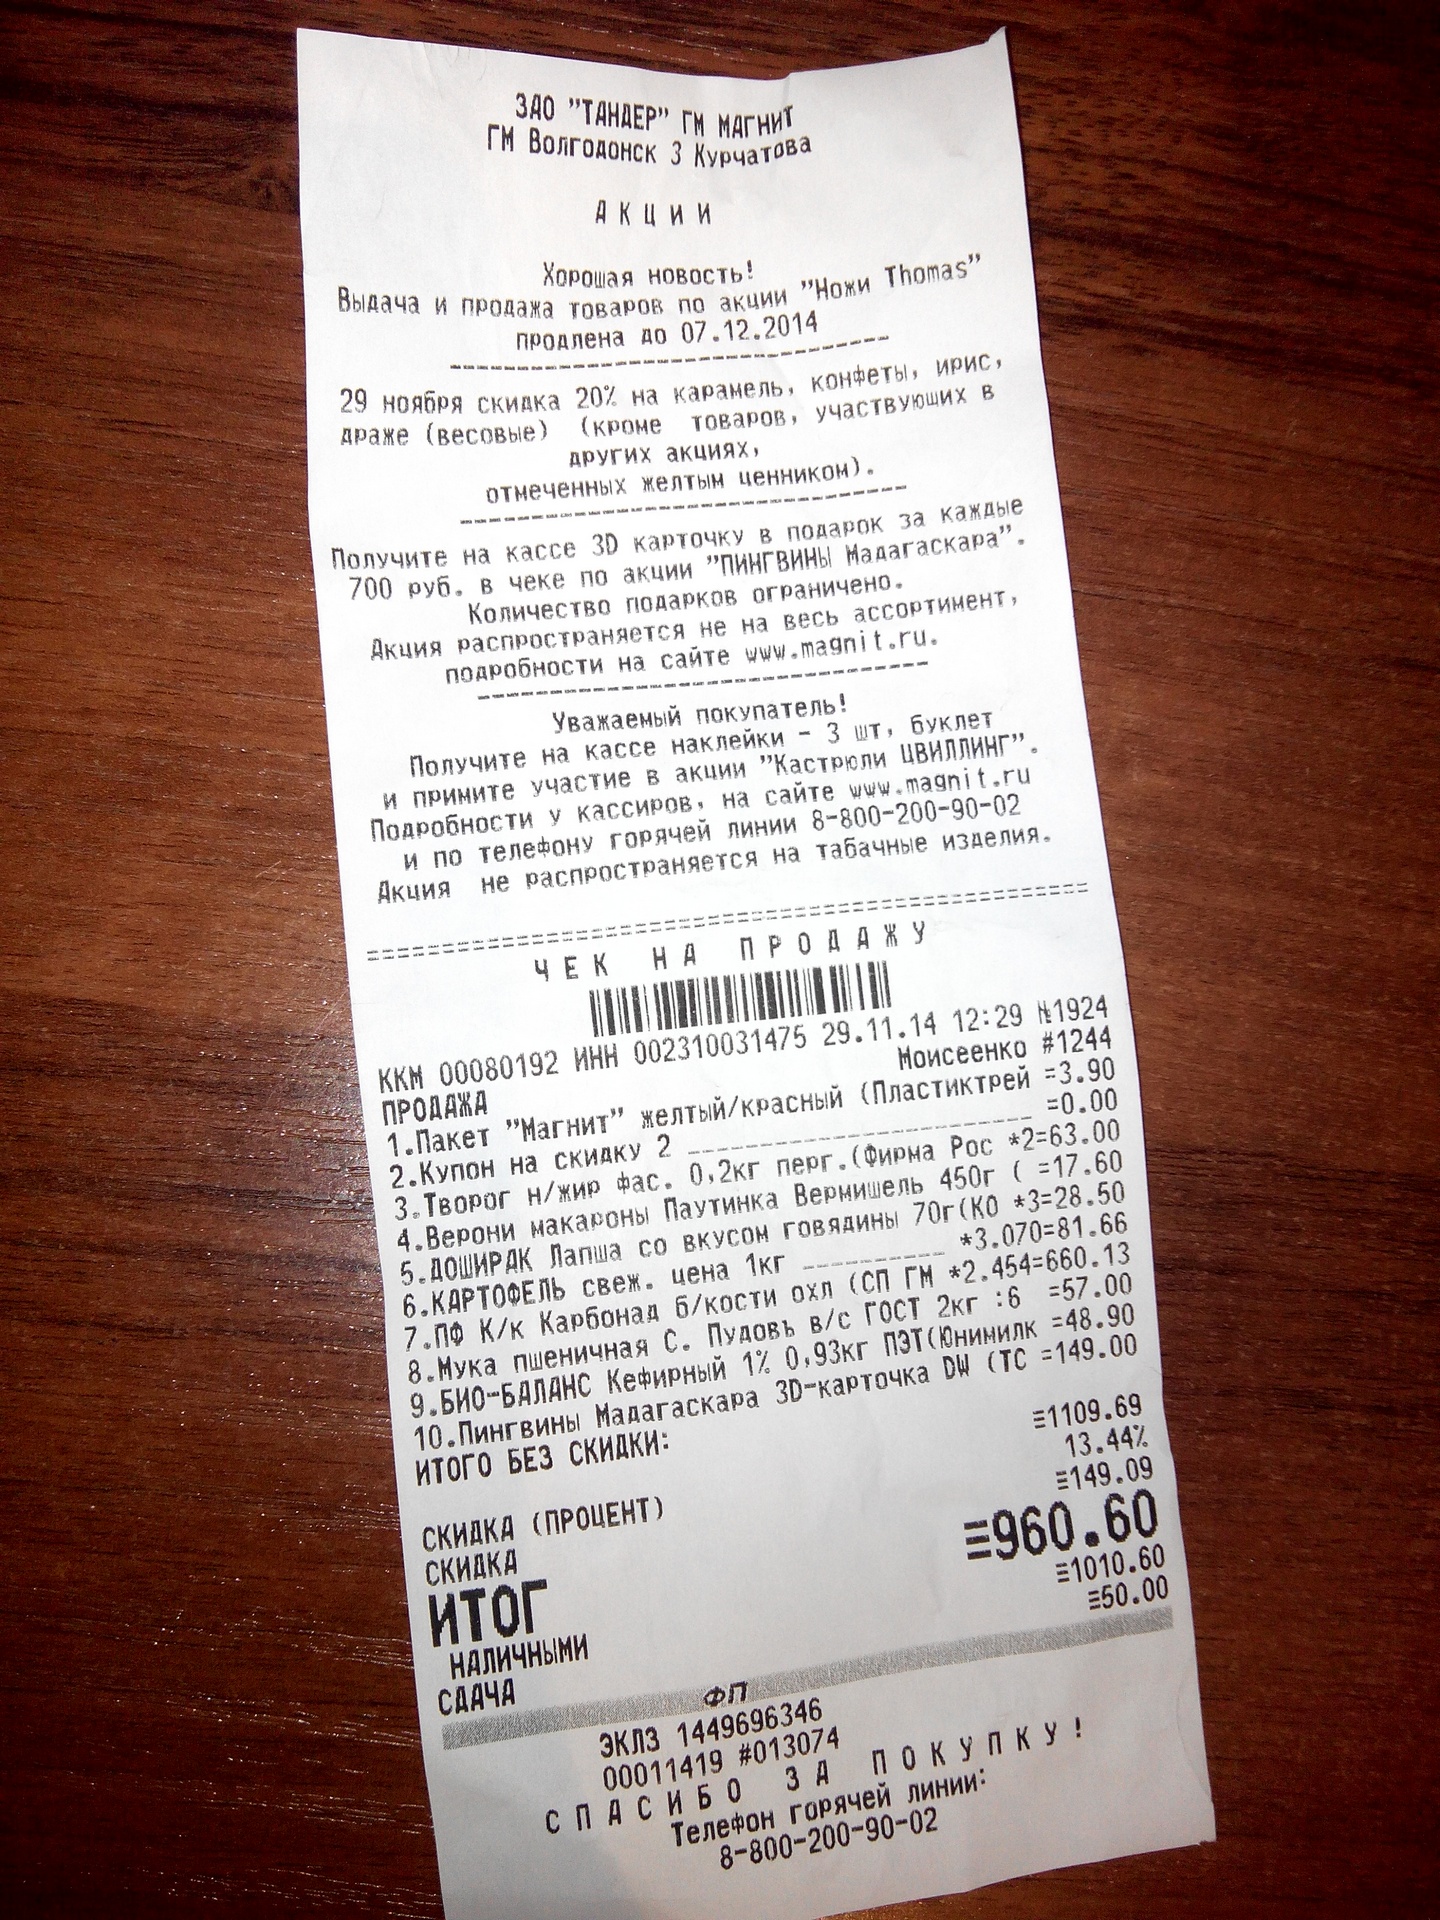 ЗАО "ТАНДЕР" ГМ МАГНИТ
ГМ Волгодонск 3 Курчатова
АКЦИИ
Хорошая новость!
Выдача и продажа товаров по акции "Ножи Thomas"
продлена до 07.12.2014
29 ноября скидка 20% на карамель, конфеты, ирис,
драже (весовые) (кроме товаров, участвующих в
других акциях,
отмеченных желтым ценником).
Получите на кассе 3D карточку в подарок за каждые
700 руб. в чеке по акции "ПИНГВИНЫ Мадагаскара".
Количество подарков ограничено.
Акция распространяется не на весь ассортимент,
подробности на сайте www.magnit.ru.
Уважаемый покупатель!
Получите на кассе наклейки - 3 шт, буклет
и примите участие в акции "Кастрюли ЦВИЛЛИНГ".
Подробности у кассиров, на сайте www.magnit.ru
и по телефону горячей линии 8-800-200-90-02
Акция не распространяется на табачные изделия.
ЧЕК НА ПРОДАЖУ
ККМ 00080192 ИНН 002310031475 29.11.14 12:29 №1924
ПРОДАЖА Моисеенко #1244
1.Пакет "Магнит" желтый/красный (Пластиктрей =3.90
2.Купон на скидку 2 =0.00
3.Творог н/жир фас. 0,2кг перг.(Фирма Рос *2=63.00
4.Верони макароны Паутинка Вермишель 450г ( =17.60
5.ДОШИРАК Лапша со вкусом говядины 70г(КО *3=28.50
6.КАРТОФЕЛЬ свеж. цена 1кг *3.070=81.66
7.ПФ К/к Карбонад б/кости охл (СП ГМ *2.454=660.13
8.Мука пшеничная С. Пудовъ в/с ГОСТ 2кг :6 =57.00
9.БИО-БАЛАНС Кефирный 1% 0,93кг ПЭТ(Юнимилк =48.90
10.Пингвины Мадагаскара 3D-карточка DW (ТС =149.00
ИТОГО БЕЗ СКИДКИ: ≡1109.69
СКИДКА (ПРОЦЕНТ) 13.44%
СКИДКА ≡149.09
ИТОГ ≡960.60
НАЛИЧНЫМИ ≡1010.60
СДАЧА ≡50.00
ФП
ЭКЛЗ 1449696346
00011419 #013074
СПАСИБО ЗА ПОКУПКУ!
Телефон горячей линии:
8-800-200-90-02